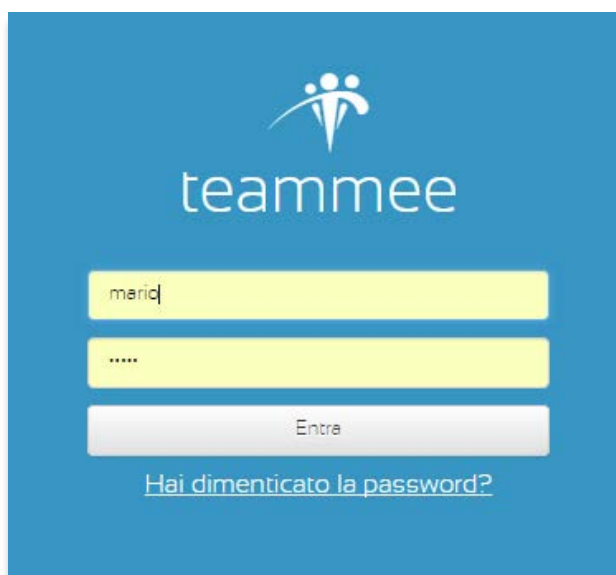 teammee
mario
•••••
Entra
Hai dimenticato la password?